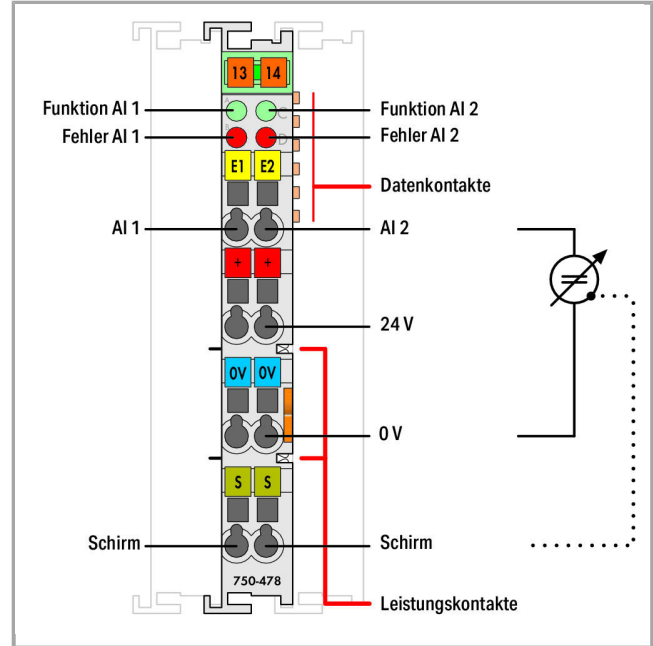 13 14
Funktion AI 1
Funktion AI 2
C
Fehler AI 1
Fehler AI 2
D
E1 E2
Datenkontakte
AI 1
AI 2
+ +
24 V
0V 0V
0 V
S S
Schirm
Schirm
750-478
Leistungskontakte